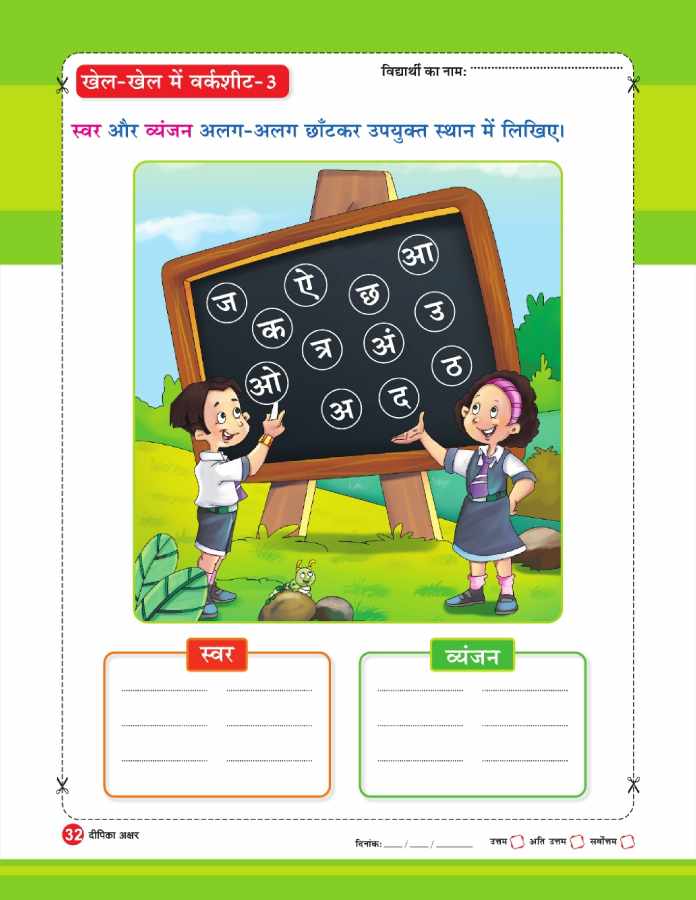 खेल-खेल में वर्कशीट-3
विद्यार्थी का नाम:
स्वर और व्यंजन अलग-अलग छाँटकर उपयुक्त स्थान में लिखिए।
आ
ज ऐ छ
क उ
त्र अं
ओ ठ
अ द
स्वर व्यंजन
32 दीपिका अक्षर
दिनांक: ___ / ___ / ______ उत्तम अति उत्तम सर्वोत्तम